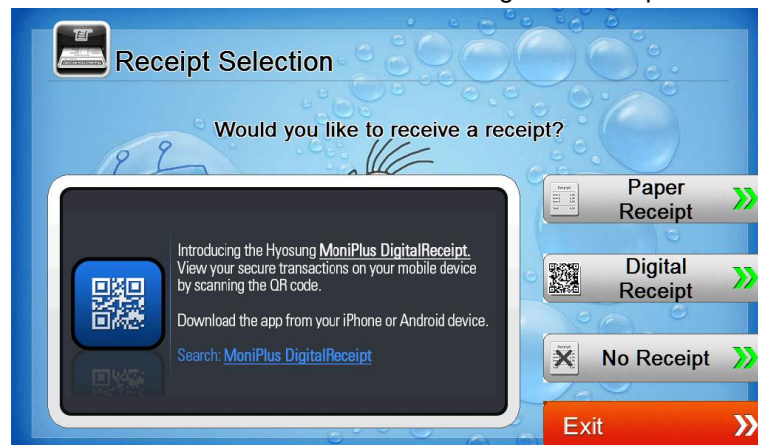 Receipt Selection
Would you like to receive a receipt?
Introducing the Hyosung MoniPlus DigitalReceipt.
View your secure transactions on your mobile device
by scanning the QR code.
Download the app from your iPhone or Android device.
Search: MoniPlus DigitalReceipt
Paper
Receipt
Digital
Receipt
No Receipt
Exit